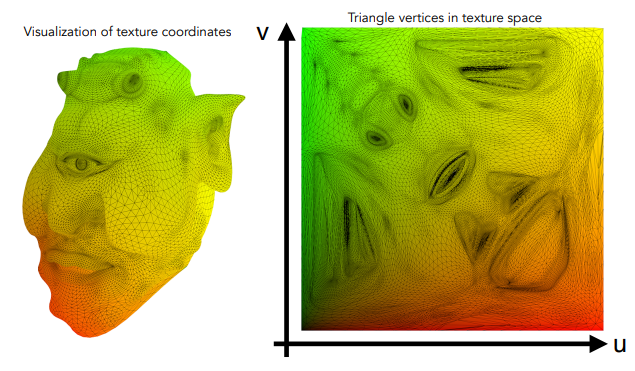 Visualization of texture coordinates
Triangle vertices in texture space
v
u